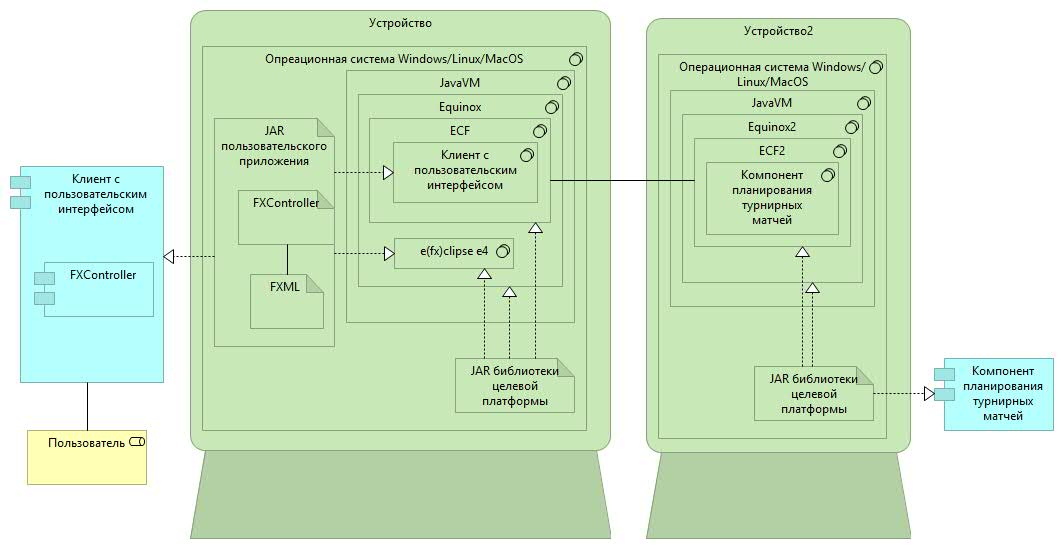 Устройство
Опреационная система Windows/Linux/MacOS
JavaVM
Equinox
ECF
Клиент с
пользовательским
интерфейсом
e(fx)clipse e4
JAR
пользовательского
приложения
FXController
FXML
JAR библиотеки
целевой
платформы
Клиент с
пользовательским
интерфейсом
FXController
Пользователь
Устройство2
Операционная система Windows/
Linux/MacOS
JavaVM
Equinox2
ECF2
Компонент
планирования
турнирных
матчей
JAR библиотеки
целевой
платформы
Компонент
планирования
турнирных
матчей